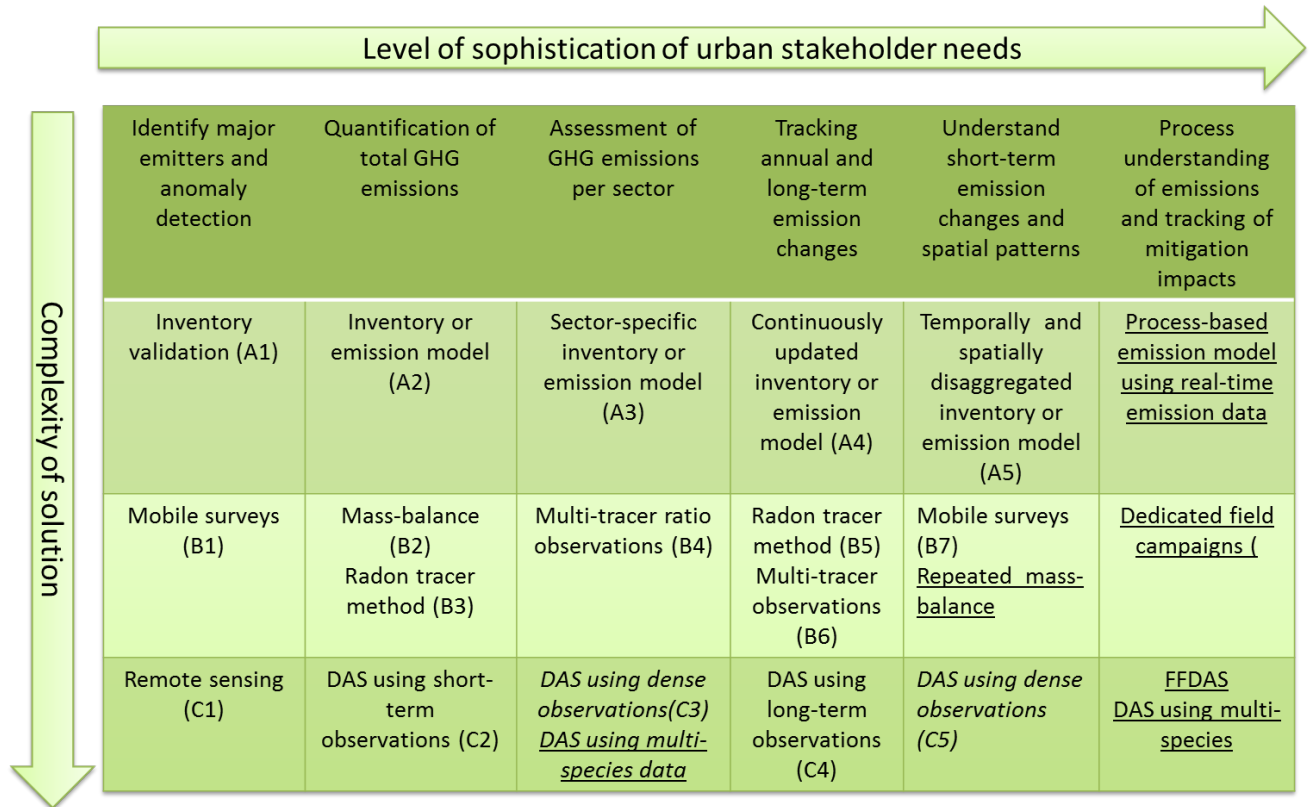 Level of sophistication of urban stakeholder needs
Complexity of solution
Identify major
emitters and
anomaly
detection
Quantification of
total GHG
emissions
Assessment of
GHG emissions
per sector
Tracking
annual and
long-term
emission
changes
Understand
short-term
emission
changes and
spatial patterns
Process
understanding
of emissions
and tracking of
mitigation
impacts
Inventory
validation (A1)
Inventory or
emission model
(A2)
Sector-specific
inventory or
emission model
(A3)
Continuously
updated
inventory or
emission
model (A4)
Temporally and
spatially
disaggregated
inventory or
emission model
(A5)
Process-based
emission model
using real-time
emission data
Mobile surveys
(B1)
Mass-balance
(B2)
Radon tracer
method (B3)
Multi-tracer ratio
observations (B4)
Radon tracer
method (B5)
Multi-tracer
observations
(B6)
Mobile surveys
(B7)
Repeated mass-
balance
Dedicated field
campaigns (
Remote sensing
(C1)
DAS using short-
term
observations (C2)
DAS using dense
observations(C3)
DAS using multi-
species data
DAS using
long-term
observations
(C4)
DAS using dense
observations
(C5)
FFDAS
DAS using multi-
species